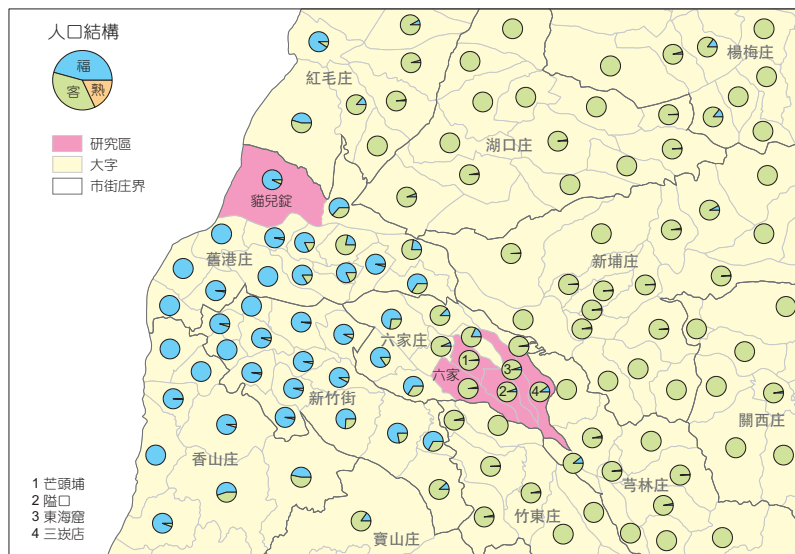 人口結構
福
客
熟
研究區
大字
市街庄界
紅毛庄
楊梅庄
湖口庄
貓兒錠
舊港庄
新埔庄
六家庄
六家
1
3
2
4
新竹街
關西庄
香山庄
芎林庄
竹東庄
寶山庄
1 芒頭埔
2 隘口
3 東海窟
4 三崁店